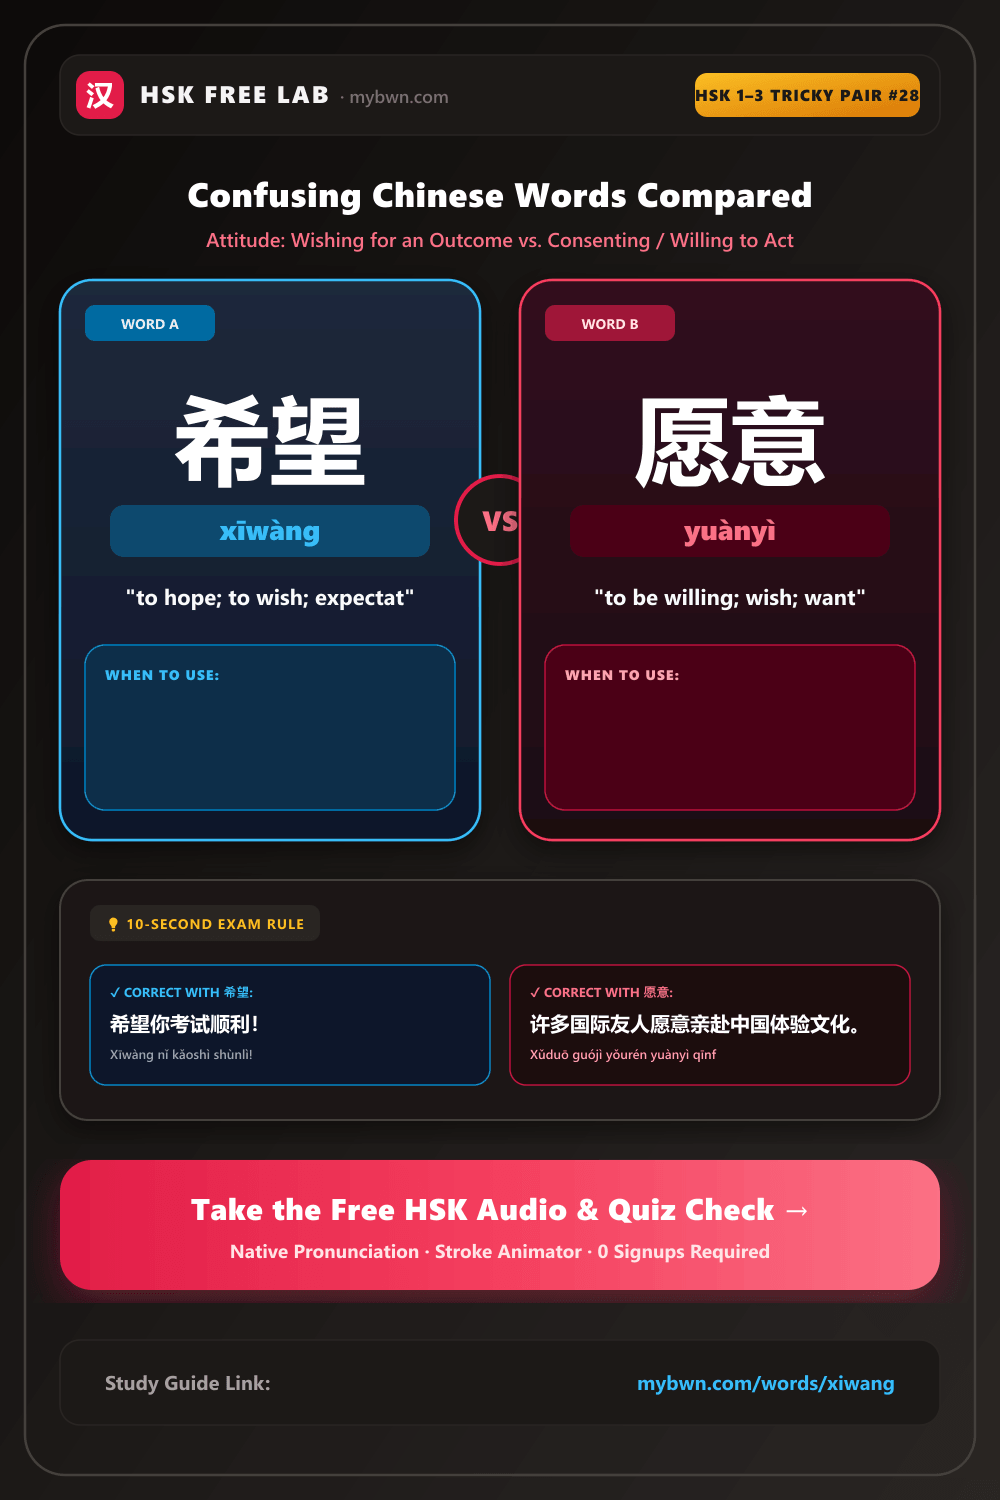 汉 HSK FREE LAB · mybwn.com
HSK 1–3 TRICKY PAIR #28
Confusing Chinese Words Compared
Attitude: Wishing for an Outcome vs. Consenting / Willing to Act
WORD A
希望
xīwàng
"to hope; to wish; expectat"
WHEN TO USE:
VS
WORD B
愿意
yuànyì
"to be willing; wish; want"
WHEN TO USE:
10-SECOND EXAM RULE
✓ CORRECT WITH 希望:
希望你考试顺利！
Xīwàng nǐ kǎoshì shùnlì!
✓ CORRECT WITH 愿意:
许多国际友人愿意亲赴中国体验文化。
Xǔduō guójì yǒurén yuànyì qīnf
Take the Free HSK Audio & Quiz Check →
Native Pronunciation · Stroke Animator · 0 Signups Required
Study Guide Link:
mybwn.com/words/xiwang